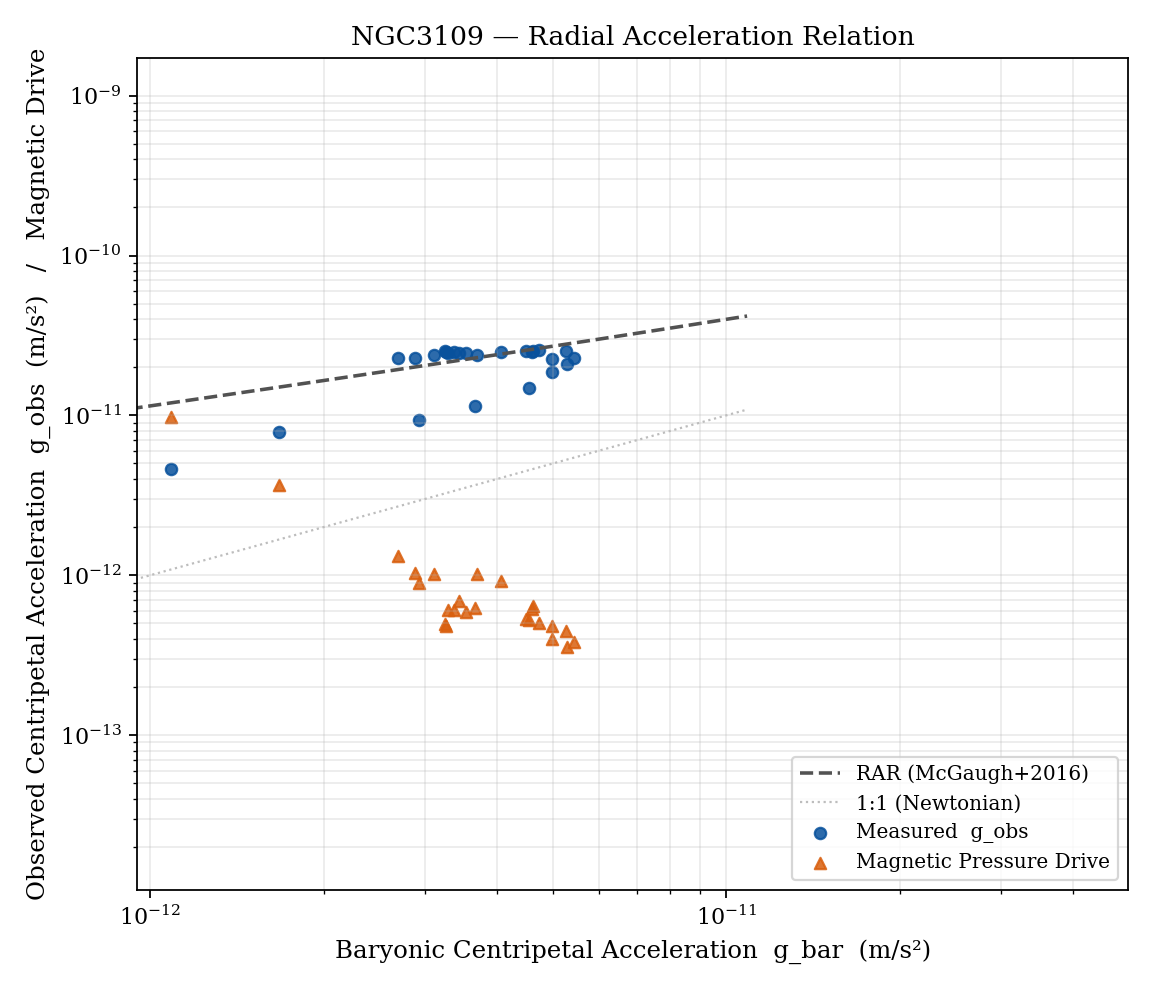 NGC3109 — Radial Acceleration Relation
Observed Centripetal Acceleration  g_obs  (m/s²)   /   Magnetic Drive
10⁻⁹
10⁻¹⁰
10⁻¹¹
10⁻¹²
10⁻¹³
10⁻¹²
10⁻¹¹
Baryonic Centripetal Acceleration  g_bar  (m/s²)
RAR (McGaugh+2016)
1:1 (Newtonian)
Measured  g_obs
Magnetic Pressure Drive